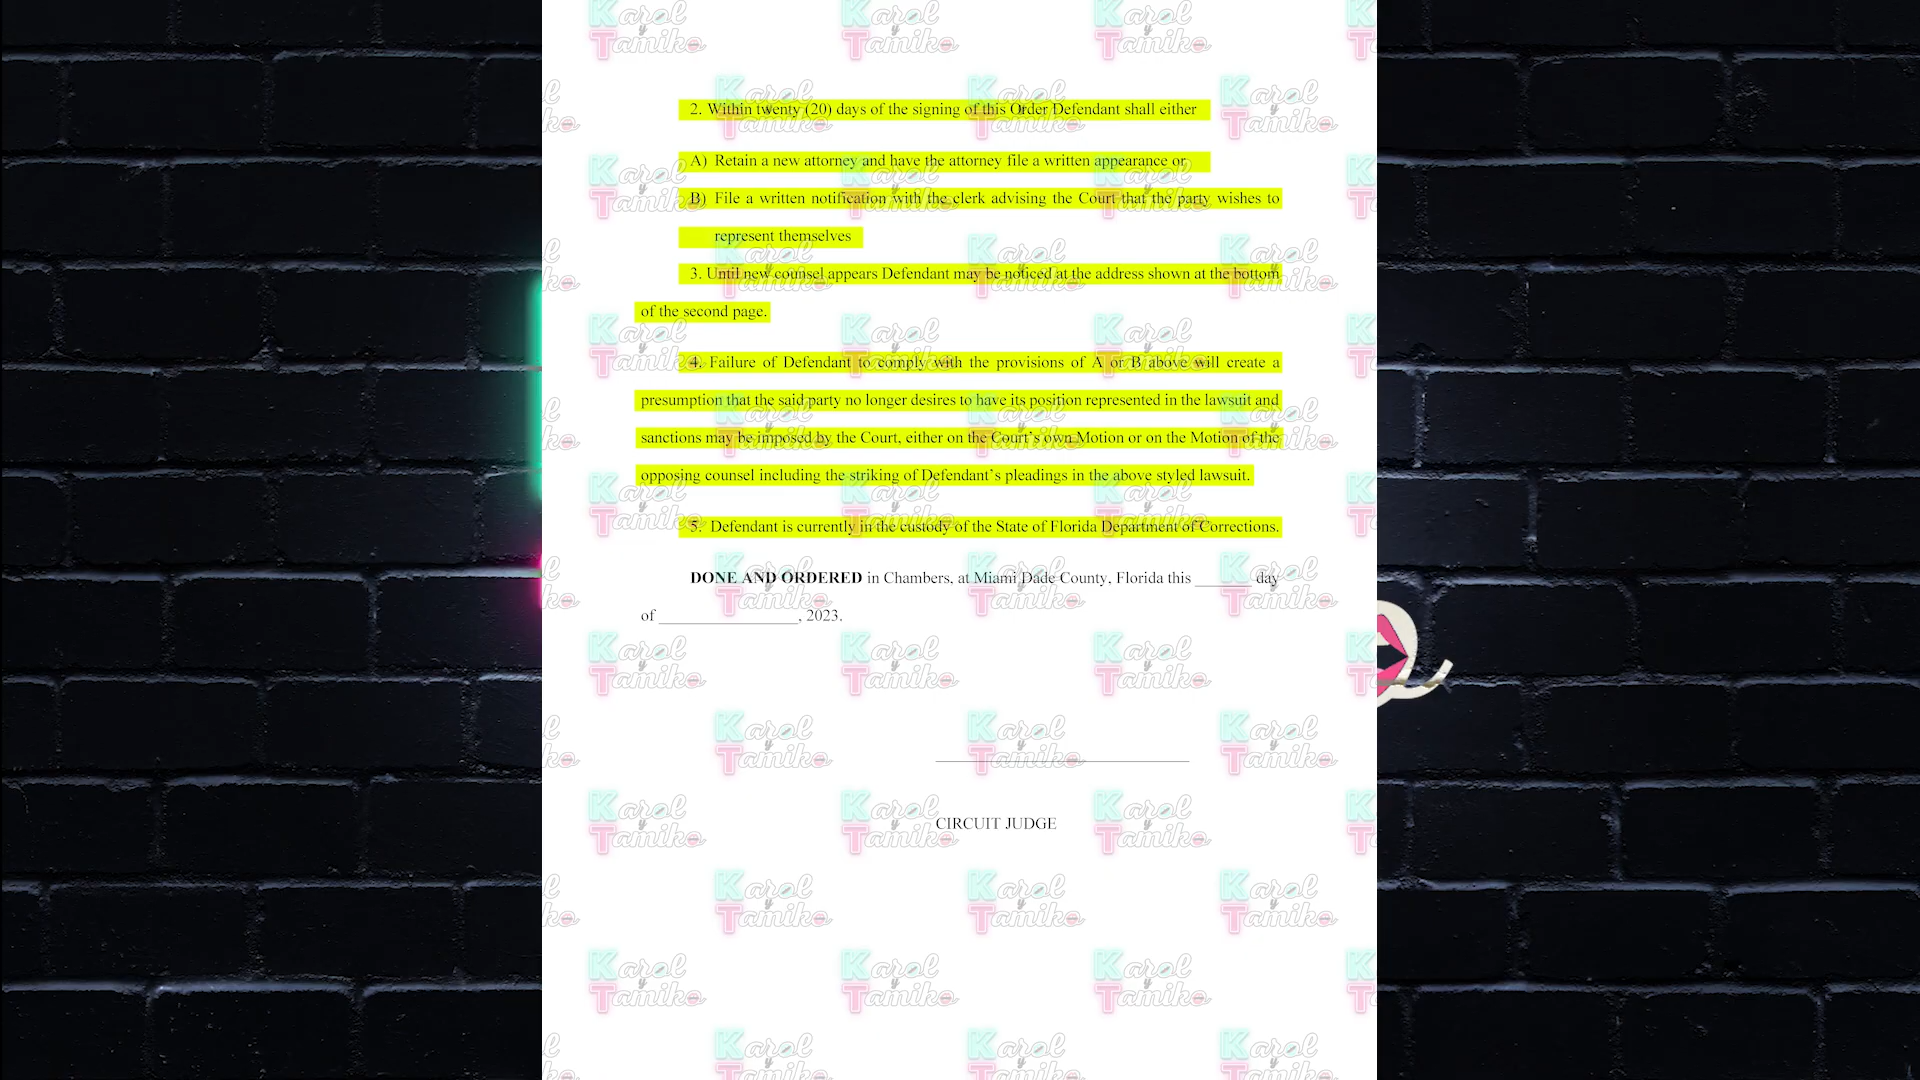 2. Within twenty (20) days of the signing of this Order Defendant shall either
A) Retain a new attorney and have the attorney file a written appearance or
B) File a written notification with the clerk advising the Court that the party wishes to
represent themselves
3. Until new counsel appears Defendant may be noticed at the address shown at the bottom
of the second page.
4. Failure of Defendant to comply with the provisions of A or B above will create a
presumption that the said party no longer desires to have its position represented in the lawsuit and
sanctions may be imposed by the Court, either on the Court's own Motion or on the Motion of the
opposing counsel including the striking of Defendant's pleadings in the above styled lawsuit.
5. Defendant is currently in the custody of the State of Florida Department of Corrections.
DONE AND ORDERED in Chambers, at Miami Dade County, Florida this _______ day
of _________________, 2023.
CIRCUIT JUDGE
Karol
y
Tamiko